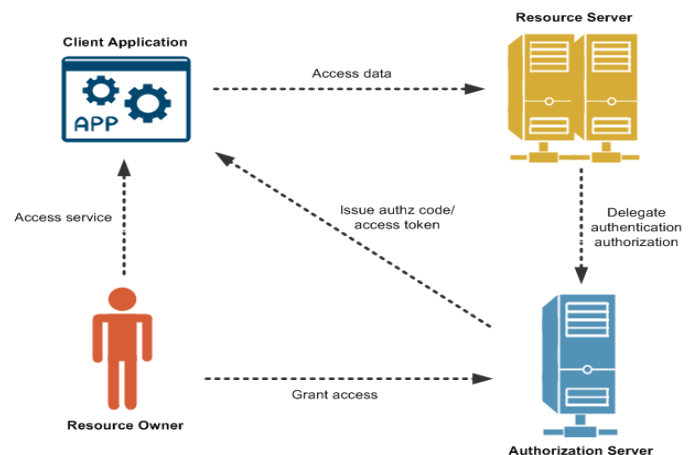 Resource Server
Client Application
Access data
APP
Issue authz code/
access token
Access service
Delegate
authentication
authorization
Grant access
Resource Owner
Authorization Server